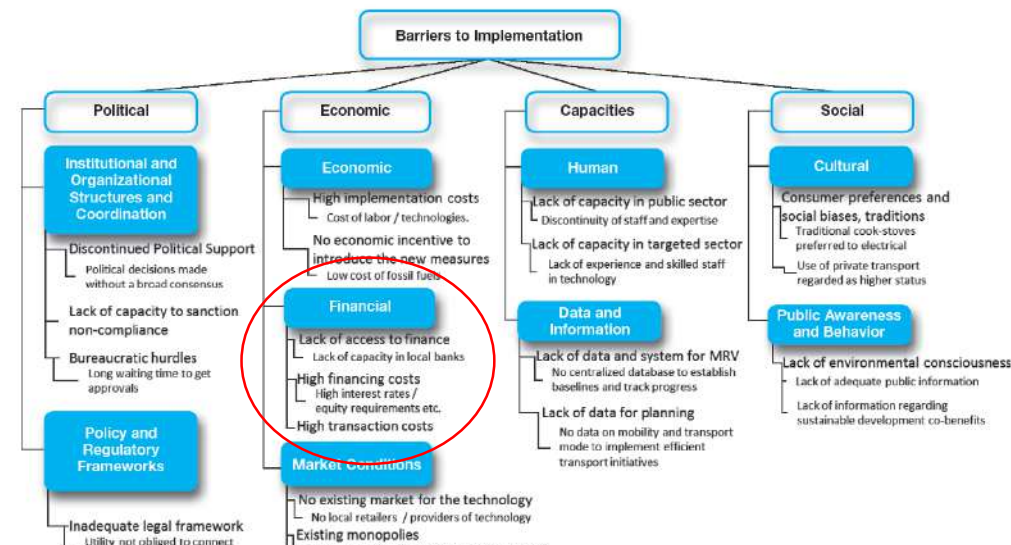 Barriers to Implementation
Political
Institutional and
Organizational
Structures and
Coordination
Discontinued Political Support
Political decisions made
without a broad consensus
Lack of capacity to sanction
non-compliance
Bureaucratic hurdles
Long waiting time to get
approvals
Policy and
Regulatory
Frameworks
Inadequate legal framework
Utility not obliged to connect
Economic
Economic
High implementation costs
Cost of labor / technologies.
No economic incentive to
introduce the new measures
Low cost of fossil fuels
Financial
Lack of access to finance
Lack of capacity in local banks
High financing costs
High interest rates /
equity requirements etc.
High transaction costs
Market Conditions
No existing market for the technology
No local retailers / providers of technology
Existing monopolies
Capacities
Human
Lack of capacity in public sector
Discontinuity of staff and expertise
Lack of capacity in targeted sector
Lack of experience and skilled staff
in technology
Data and
Information
Lack of data and system for MRV
No centralized database to establish
baselines and track progress
Lack of data for planning
No data on mobility and transport
mode to implement efficient
transport initiatives
Social
Cultural
Consumer preferences and
social biases, traditions
Traditional cook-stoves
preferred to electrical
Use of private transport
regarded as higher status
Public Awareness
and Behavior
Lack of environmental consciousness
Lack of adequate public information
Lack of information regarding
sustainable development co-benefits